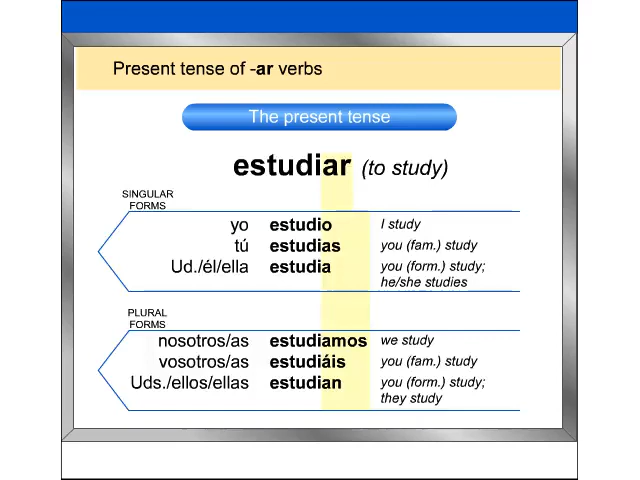 Present tense of -ar verbs
The present tense
estudiar (to study)
SINGULAR
FORMS
yo estudio I study
tú estudias you (fam.) study
Ud./él/ella estudia you (form.) study;
he/she studies
PLURAL
FORMS
nosotros/as estudiamos we study
vosotros/as estudiáis you (fam.) study
Uds./ellos/ellas estudian you (form.) study;
they study